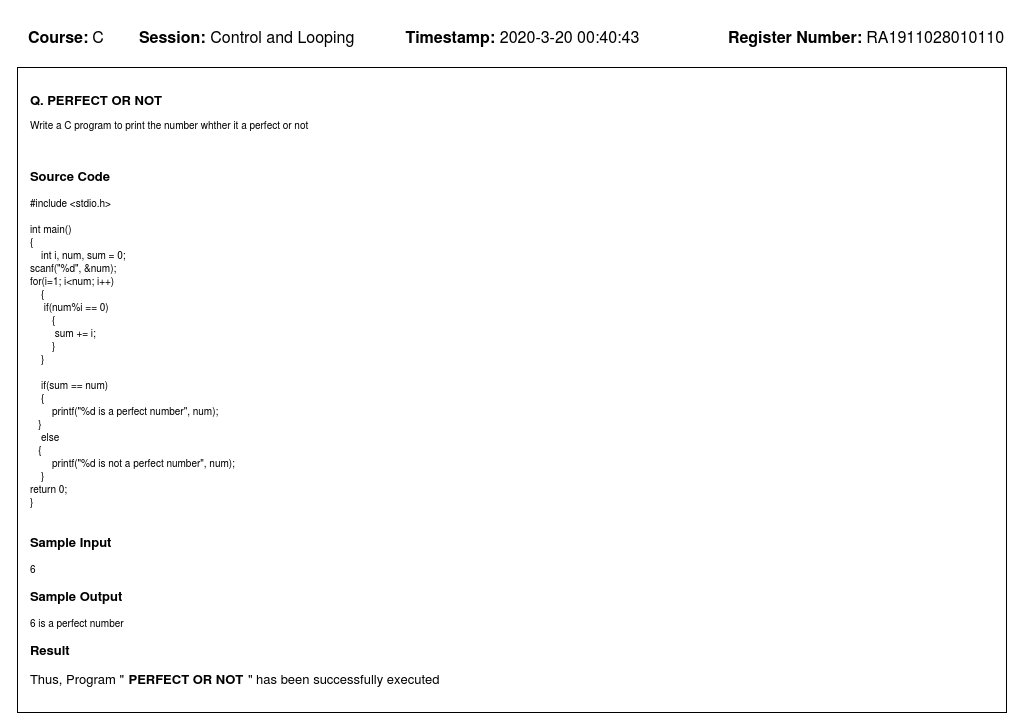 Course: C Session: Control and Looping Timestamp: 2020-3-20 00:40:43 Register Number: RA1911028010110
Q. PERFECT OR NOT
Write a C program to print the number whther it a perfect or not
Source Code
#include <stdio.h>
int main()
{
int i, num, sum = 0;
scanf("%d", &num);
for(i=1; i<num; i++)
{
if(num%i == 0)
{
sum += i;
}
}
if(sum == num)
{
printf("%d is a perfect number", num);
}
else
{
printf("%d is not a perfect number", num);
}
return 0;
}
Sample Input
6
Sample Output
6 is a perfect number
Result
Thus, Program " PERFECT OR NOT " has been successfully executed